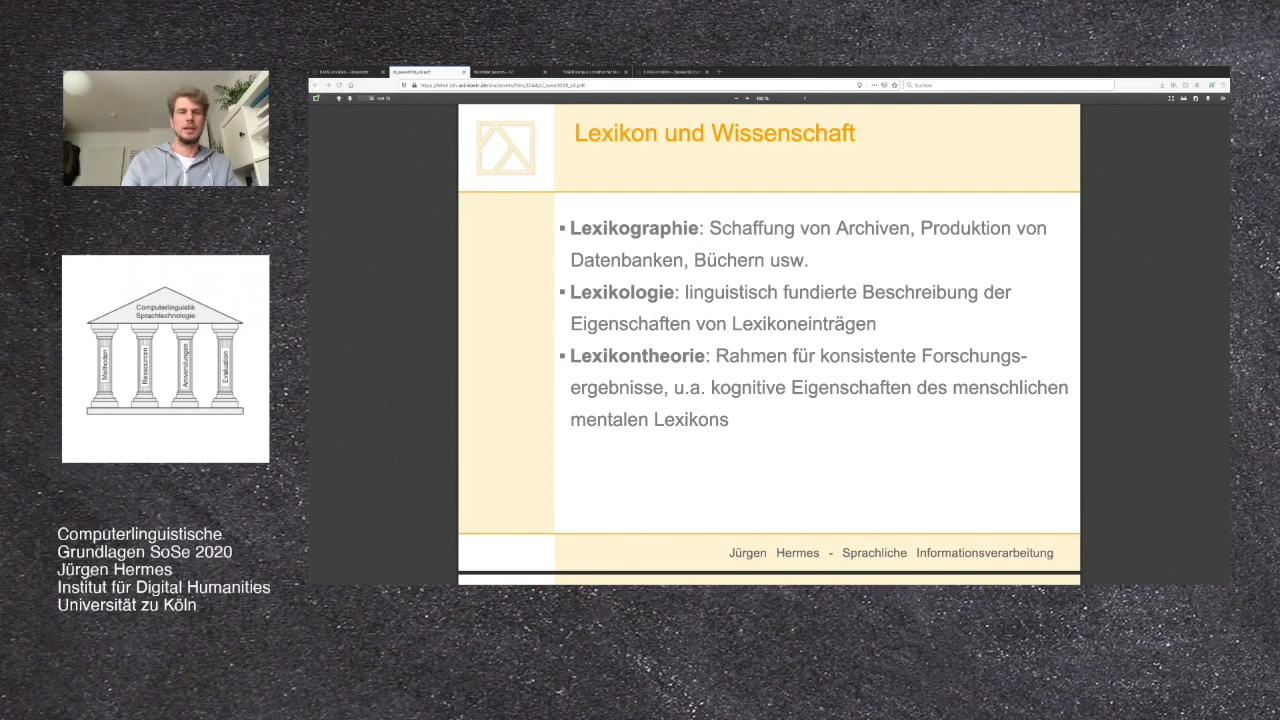 Computerlinguistik
Sprachtechnologie
Methoden
Ressourcen
Anwendungen
Evaluation
Computerlinguistische
Grundlagen SoSe 2020
Jürgen Hermes
Institut für Digital Humanities
Universität zu Köln
Suchen
Lexikon und Wissenschaft
▪ Lexikographie: Schaffung von Archiven, Produktion von
Datenbanken, Büchern usw.
▪ Lexikologie: linguistisch fundierte Beschreibung der
Eigenschaften von Lexikoneinträgen
▪ Lexikontheorie: Rahmen für konsistente Forschungs-
ergebnisse, u.a. kognitive Eigenschaften des menschlichen
mentalen Lexikons
Jürgen Hermes - Sprachliche Informationsverarbeitung